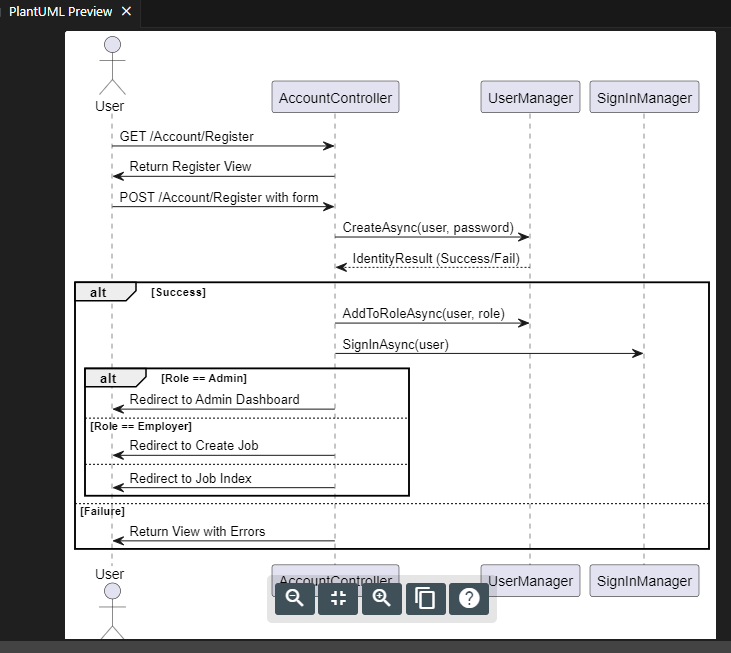 PlantUML Preview
User
AccountController
UserManager
SignInManager
GET /Account/Register
Return Register View
POST /Account/Register with form
CreateAsync(user, password)
IdentityResult (Success/Fail)
alt [Success]
AddToRoleAsync(user, role)
SignInAsync(user)
alt [Role == Admin]
Redirect to Admin Dashboard
[Role == Employer]
Redirect to Create Job
Redirect to Job Index
[Failure]
Return View with Errors
User
AccountController
UserManager
SignInManager